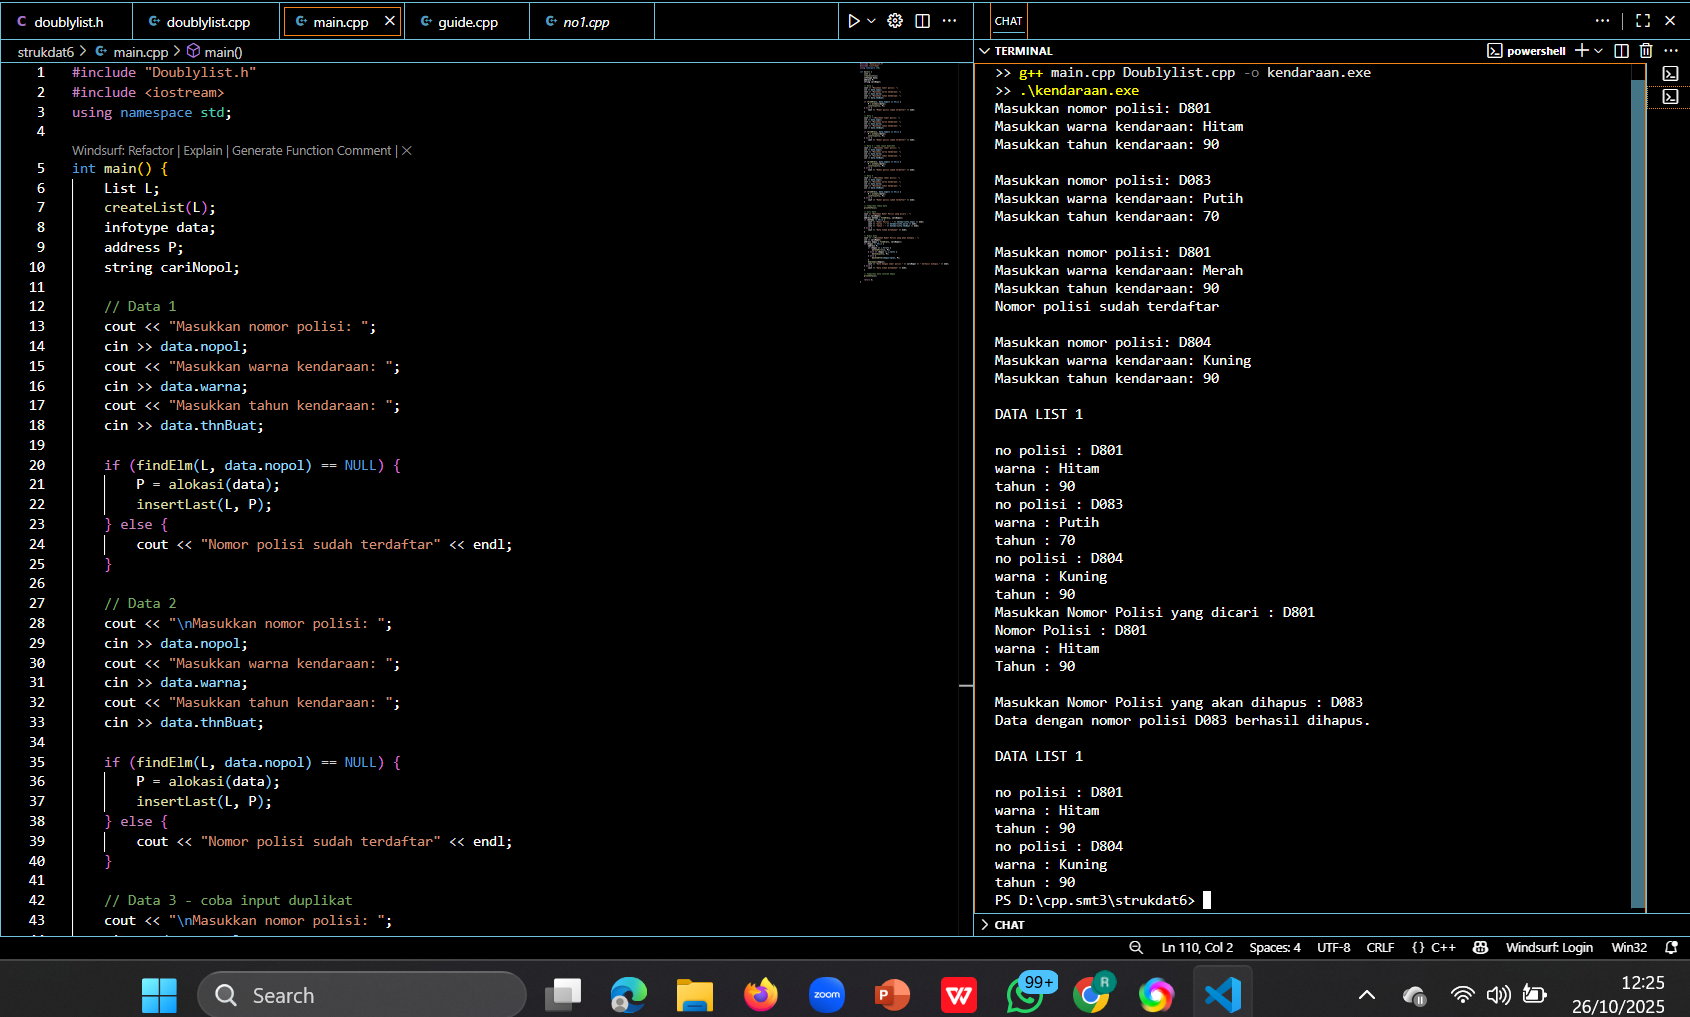 C doublylist.h
doublylist.cpp
main.cpp
guide.cpp
no1.cpp
strukdat6 > main.cpp > main()
1 #include "Doublylist.h"
2 #include <iostream>
3 using namespace std;
4
Windsurf: Refactor | Explain | Generate Function Comment | ×
5 int main() {
6 List L;
7 createList(L);
8 infotype data;
9 address P;
10 string cariNopol;
11
12 // Data 1
13 cout << "Masukkan nomor polisi: ";
14 cin >> data.nopol;
15 cout << "Masukkan warna kendaraan: ";
16 cin >> data.warna;
17 cout << "Masukkan tahun kendaraan: ";
18 cin >> data.thnBuat;
19
20 if (findElm(L, data.nopol) == NULL) {
21 P = alokasi(data);
22 insertLast(L, P);
23 } else {
24 cout << "Nomor polisi sudah terdaftar" << endl;
25 }
26
27 // Data 2
28 cout << "\nMasukkan nomor polisi: ";
29 cin >> data.nopol;
30 cout << "Masukkan warna kendaraan: ";
31 cin >> data.warna;
32 cout << "Masukkan tahun kendaraan: ";
33 cin >> data.thnBuat;
34
35 if (findElm(L, data.nopol) == NULL) {
36 P = alokasi(data);
37 insertLast(L, P);
38 } else {
39 cout << "Nomor polisi sudah terdaftar" << endl;
40 }
41
42 // Data 3 - coba input duplikat
43 cout << "\nMasukkan nomor polisi: ";
CHAT
TERMINAL
powershell
>> g++ main.cpp Doublylist.cpp -o kendaraan.exe
>> .\kendaraan.exe
Masukkan nomor polisi: D801
Masukkan warna kendaraan: Hitam
Masukkan tahun kendaraan: 90
Masukkan nomor polisi: D083
Masukkan warna kendaraan: Putih
Masukkan tahun kendaraan: 70
Masukkan nomor polisi: D801
Masukkan warna kendaraan: Merah
Masukkan tahun kendaraan: 90
Nomor polisi sudah terdaftar
Masukkan nomor polisi: D804
Masukkan warna kendaraan: Kuning
Masukkan tahun kendaraan: 90
DATA LIST 1
no polisi : D801
warna : Hitam
tahun : 90
no polisi : D083
warna : Putih
tahun : 70
no polisi : D804
warna : Kuning
tahun : 90
Masukkan Nomor Polisi yang dicari : D801
Nomor Polisi : D801
warna : Hitam
Tahun : 90
Masukkan Nomor Polisi yang akan dihapus : D083
Data dengan nomor polisi D083 berhasil dihapus.
DATA LIST 1
no polisi : D801
warna : Hitam
tahun : 90
no polisi : D804
warna : Kuning
tahun : 90
PS D:\cpp.smt3\strukdat6>
CHAT
Ln 110, Col 2 Spaces: 4 UTF-8 CRLF {} C++ Windsurf: Login Win32
Search
zoom
P
W
99+
R
12:25
26/10/2025